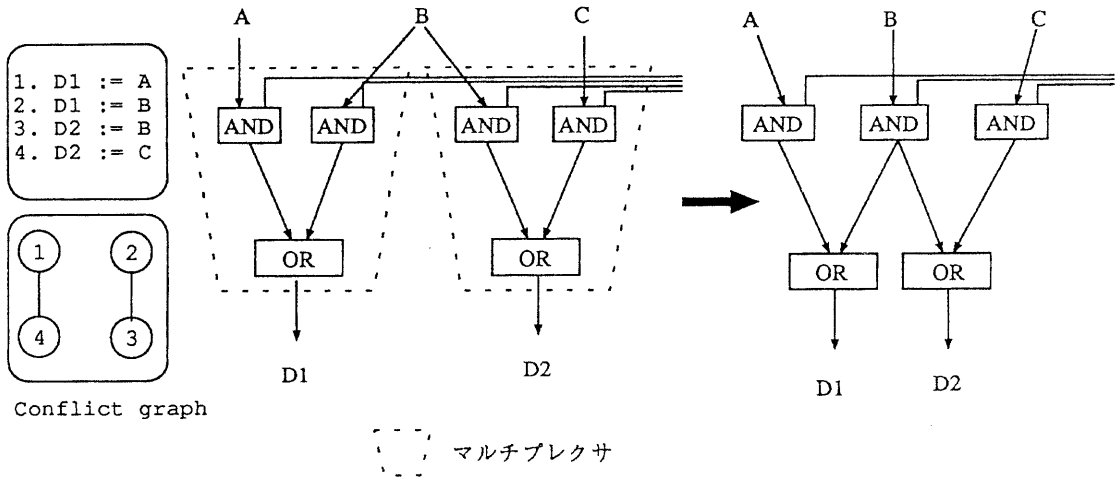 A B C A B C
1. D1 := A
2. D1 := B
3. D2 := B
4. D2 := C
AND AND AND AND AND AND AND
1 2
4 3
OR OR OR OR
D1 D2 D1 D2
Conflict graph
マルチプレクサ